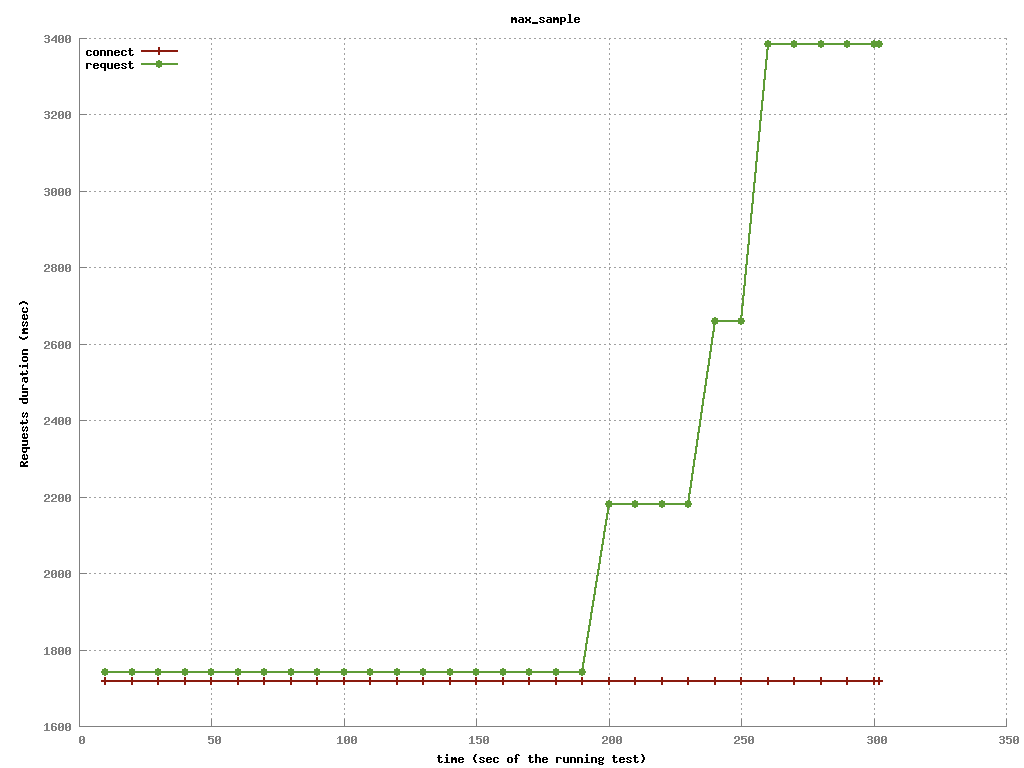 max_sample
connect
request
3400
3200
3000
2800
2600
2400
2200
2000
1800
1600
Requests duration (msec)
0 50 100 150 200 250 300 350
time (sec of the running test)